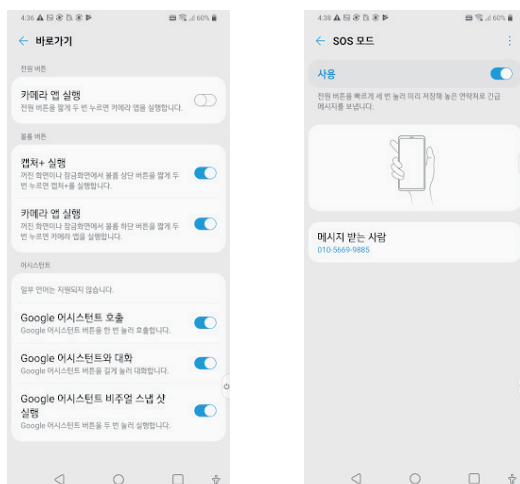 4:36
60%
← 바로가기
전원 버튼
카메라 앱 실행
전원 버튼을 짧게 두 번 누르면 카메라 앱을 실행합니다.
볼륨 버튼
캡처+ 실행
꺼진 화면이나 잠금화면에서 볼륨 상단 버튼을 짧게 두
번 누르면 캡처+를 실행합니다.
카메라 앱 실행
꺼진 화면이나 잠금화면에서 볼륨 하단 버튼을 짧게 두
번 누르면 카메라 앱을 실행합니다.
어시스턴트
일부 언어는 지원되지 않습니다.
Google 어시스턴트 호출
Google 어시스턴트 버튼을 한 번 눌러 호출합니다.
Google 어시스턴트와 대화
Google 어시스턴트 버튼을 길게 눌러 대화합니다.
Google 어시스턴트 비주얼 스냅 샷
실행
Google 어시스턴트 버튼을 두 번 눌러 실행합니다.
4:36
60%
← SOS 모드
사용
전원 버튼을 빠르게 세 번 눌러 미리 저장해 놓은 연락처로 긴급
메시지를 보냅니다.
메시지 받는 사람
010-5669-9885